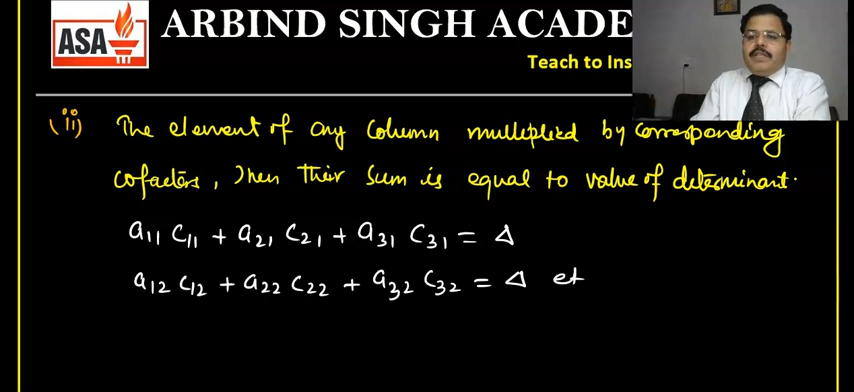 ASA
ARBIND SINGH ACADE
Teach to Ins
(ii) The element of any column multiplied by corresponding
cofactors, then their sum is equal to value of determinant.
a11 c11 + a21 c21 + a31 c31 = Δ
a12 c12 + a22 c22 + a32 c32 = Δ et